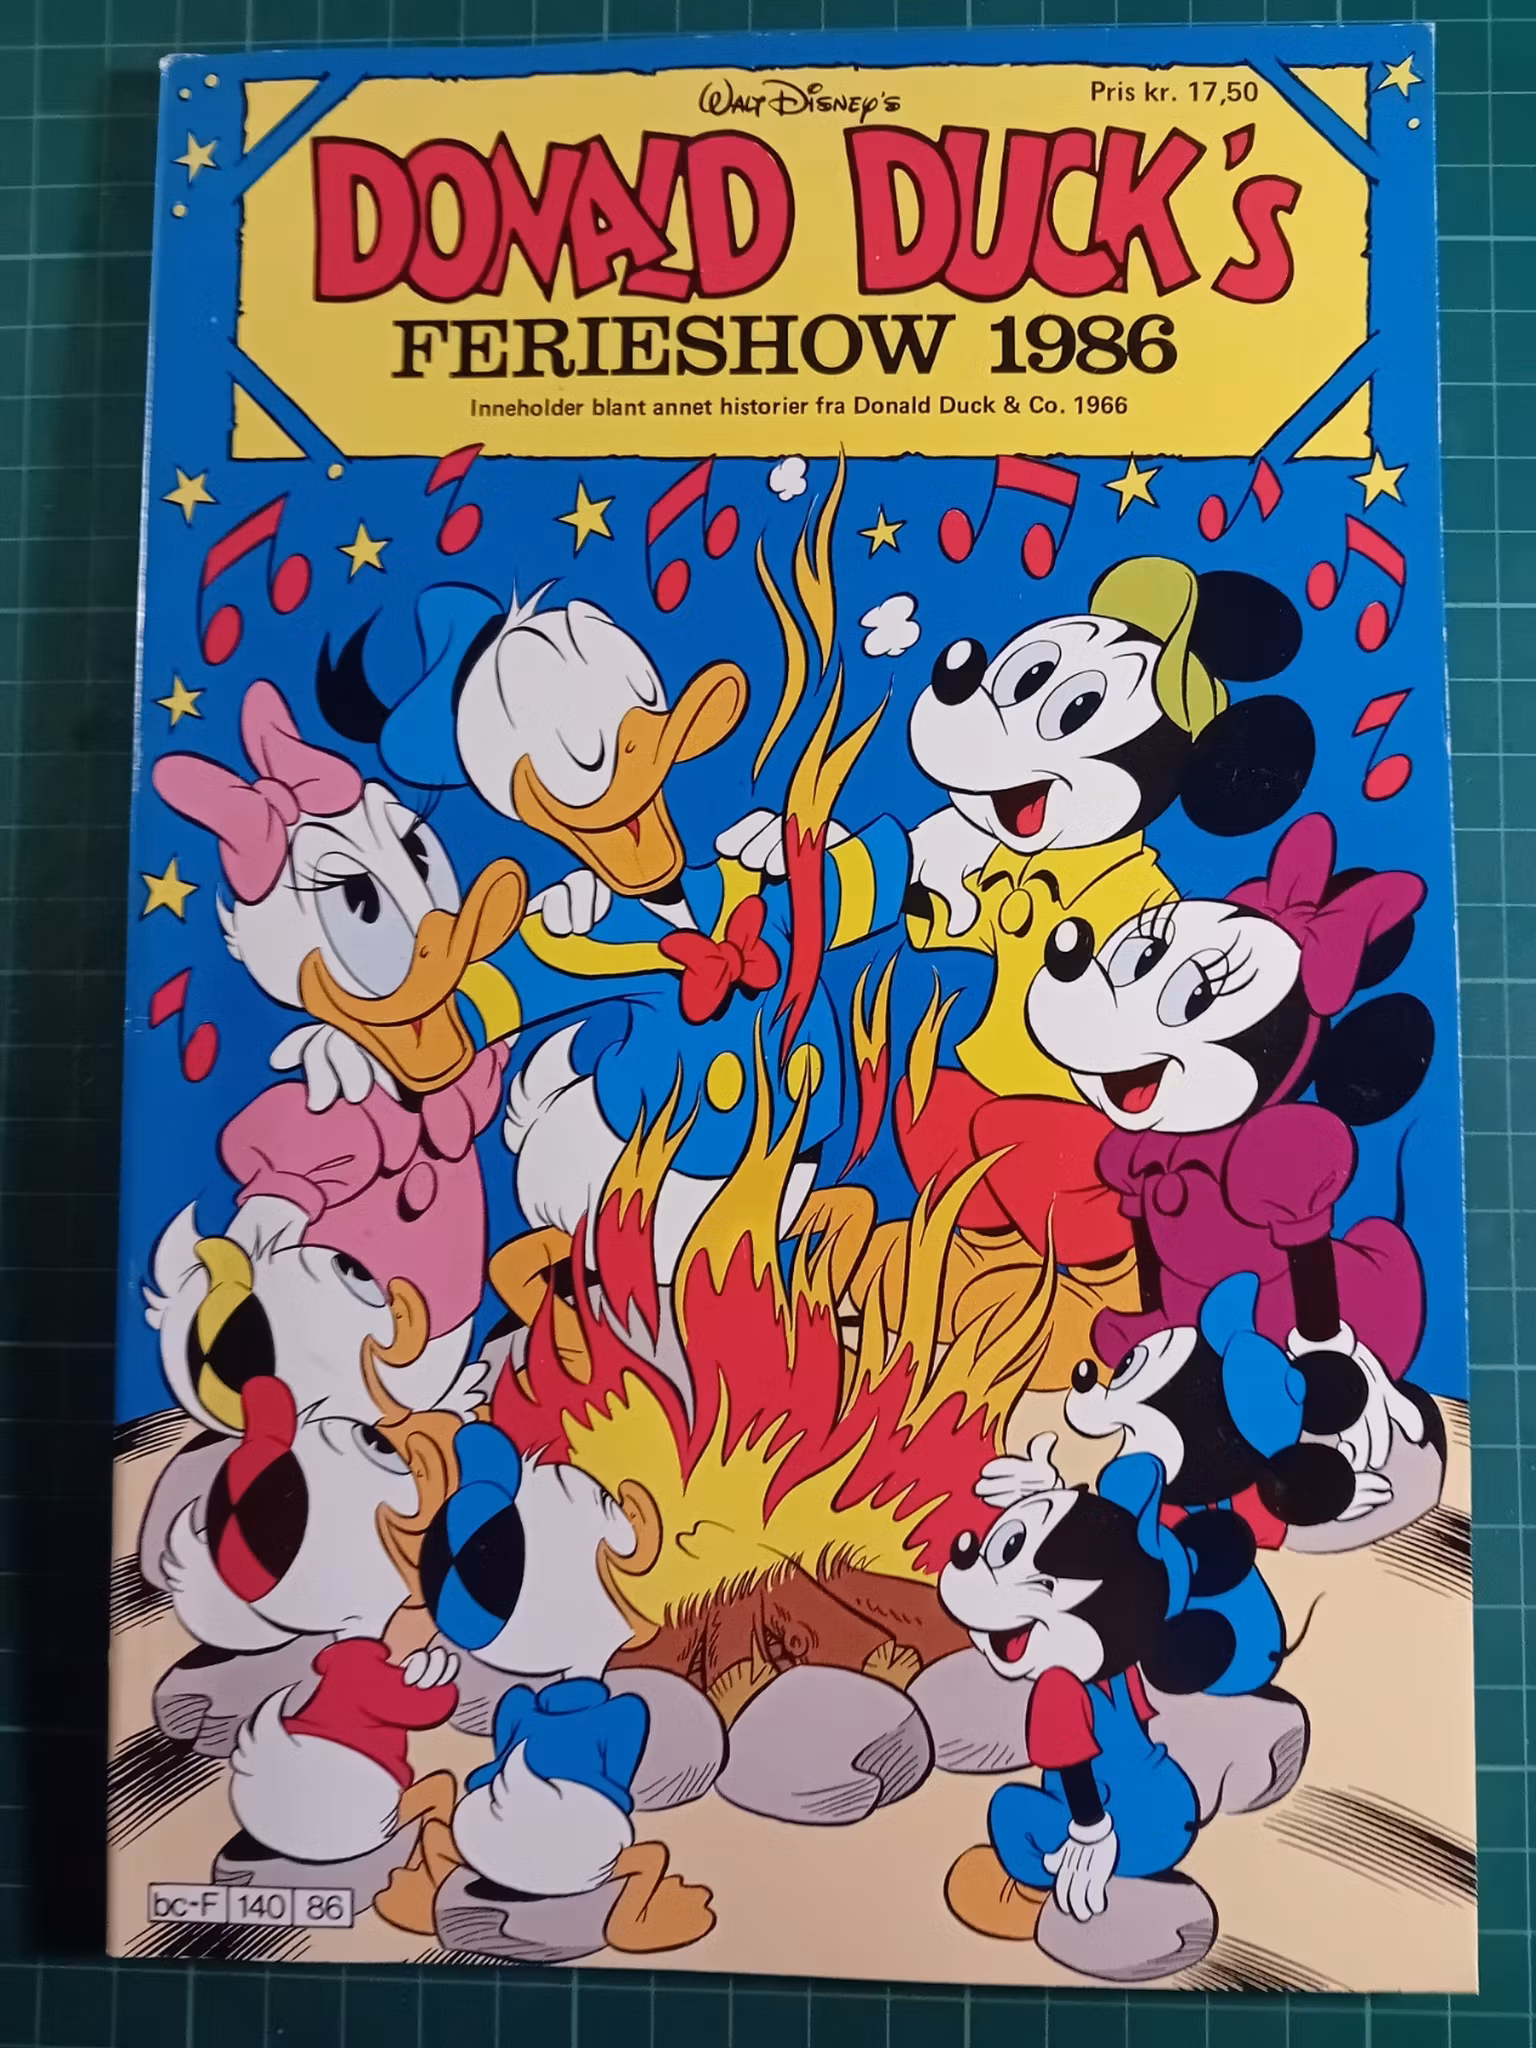 Walt Disney's
Pris kr. 17,50
DONALD DUCK's
FERIESHOW 1986
Inneholder blant annet historier fra Donald Duck & Co. 1966
bc-F 140 86